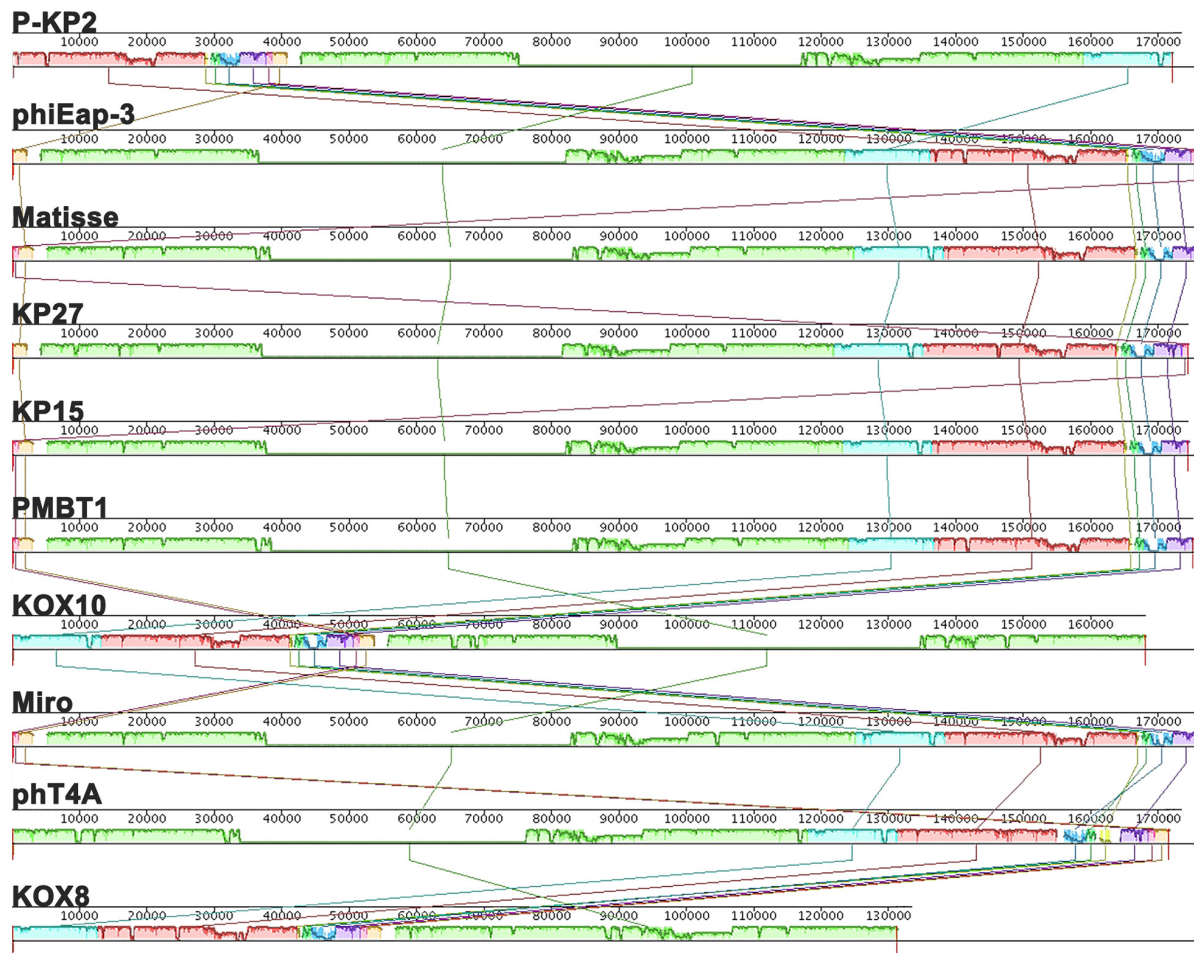 P-KP2
10000 20000 30000 40000 50000 60000 70000 80000 90000 100000 110000 120000 130000 140000 150000 160000 170000
phiEap-3
10000 20000 30000 40000 50000 60000 70000 80000 90000 100000 110000 120000 130000 140000 150000 160000 170000
Matisse
10000 20000 30000 40000 50000 60000 70000 80000 90000 100000 110000 120000 130000 140000 150000 160000 170000
KP27
10000 20000 30000 40000 50000 60000 70000 80000 90000 100000 110000 120000 130000 140000 150000 160000 170000
KP15
10000 20000 30000 40000 50000 60000 70000 80000 90000 100000 110000 120000 130000 140000 150000 160000 170000
PMBT1
10000 20000 30000 40000 50000 60000 70000 80000 90000 100000 110000 120000 130000 140000 150000 160000 170000
KOX10
10000 20000 30000 40000 50000 60000 70000 80000 90000 100000 110000 120000 130000 140000 150000 160000
Miro
10000 20000 30000 40000 50000 60000 70000 80000 90000 100000 110000 120000 130000 140000 150000 160000 170000
phT4A
10000 20000 30000 40000 50000 60000 70000 80000 90000 100000 110000 120000 130000 140000 150000 160000 170000
KOX8
10000 20000 30000 40000 50000 60000 70000 80000 90000 100000 110000 120000 130000